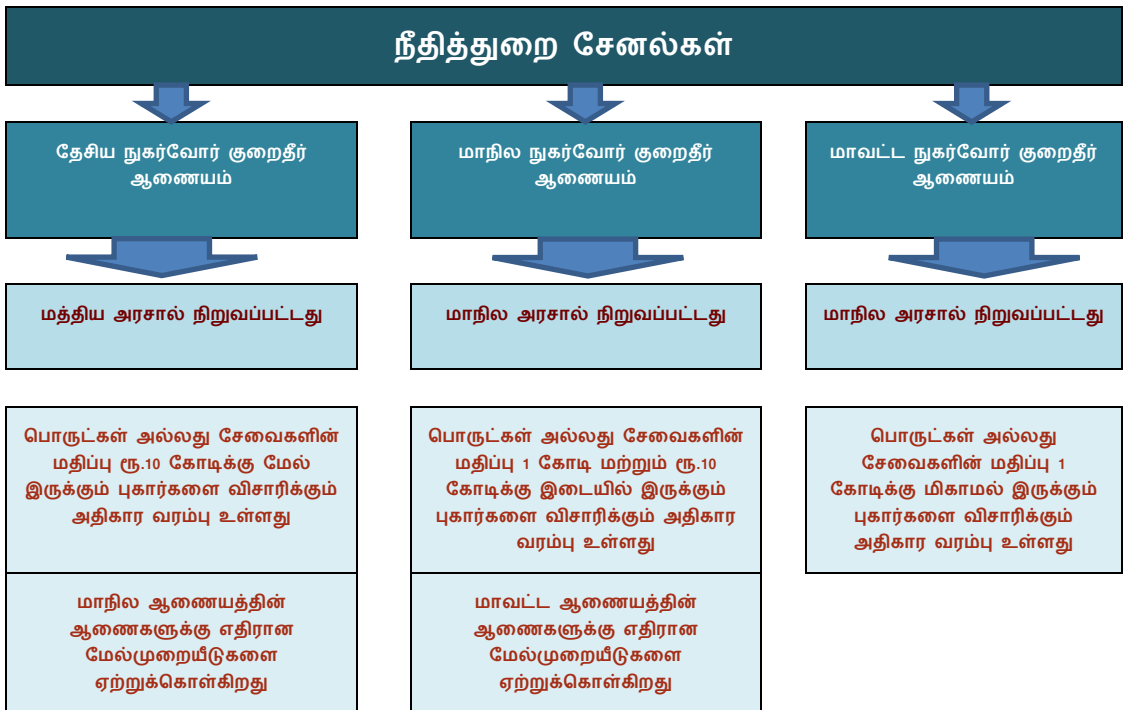 நீதித்துறை சேனல்கள்
தேசிய நுகர்வோர் குறைதீர்
ஆணையம்
மாநில நுகர்வோர் குறைதீர்
ஆணையம்
மாவட்ட நுகர்வோர் குறைதீர்
ஆணையம்
மத்திய அரசால் நிறுவப்பட்டது
மாநில அரசால் நிறுவப்பட்டது
மாநில அரசால் நிறுவப்பட்டது
பொருட்கள் அல்லது சேவைகளின்
மதிப்பு ரூ.10 கோடிக்கு மேல்
இருக்கும் புகார்களை விசாரிக்கும்
அதிகார வரம்பு உள்ளது
பொருட்கள் அல்லது சேவைகளின்
மதிப்பு 1 கோடி மற்றும் ரூ.10
கோடிக்கு இடையில் இருக்கும்
புகார்களை விசாரிக்கும் அதிகார
வரம்பு உள்ளது
பொருட்கள் அல்லது
சேவைகளின் மதிப்பு 1
கோடிக்கு மிகாமல் இருக்கும்
புகார்களை விசாரிக்கும்
அதிகார வரம்பு உள்ளது
மாநில ஆணையத்தின்
ஆணைகளுக்கு எதிரான
மேல்முறையீடுகளை
ஏற்றுக்கொள்கிறது
மாவட்ட ஆணையத்தின்
ஆணைகளுக்கு எதிரான
மேல்முறையீடுகளை
ஏற்றுக்கொள்கிறது